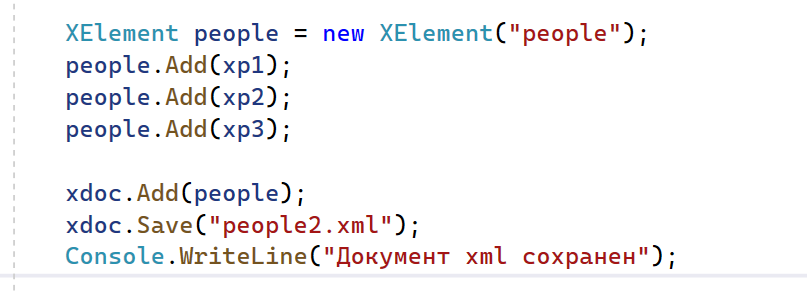 XElement people = new XElement("people");
people.Add(xp1);
people.Add(xp2);
people.Add(xp3);
xdoc.Add(people);
xdoc.Save("people2.xml");
Console.WriteLine("Документ xml сохранен");